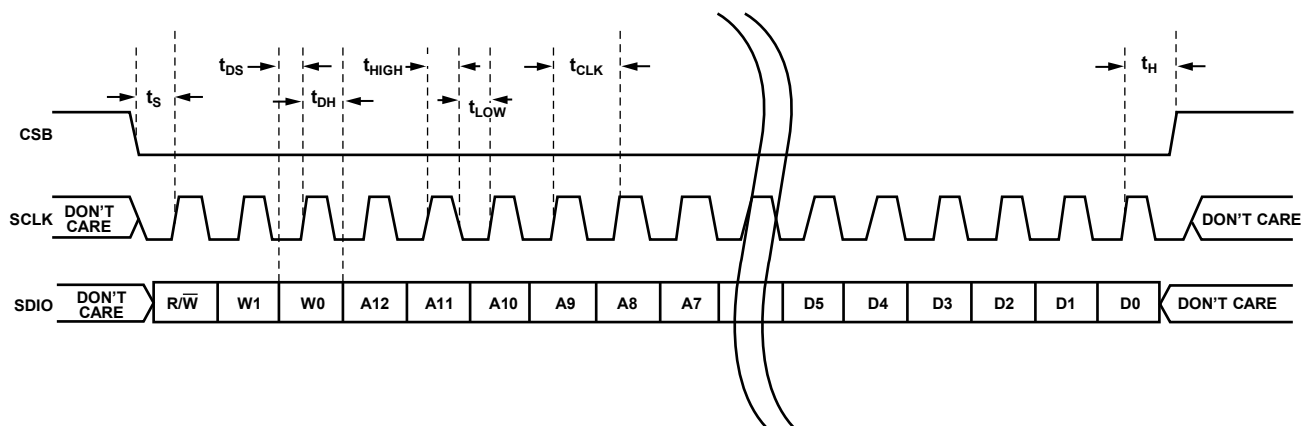 tDS
tHIGH
tCLK
tH
tS
tDH
tLOW
CSB
SCLK
DON'T
CARE
DON'T CARE
SDIO
DON'T
CARE
R/W̅ W1 W0 A12 A11 A10 A9 A8 A7 D5 D4 D3 D2 D1 D0
DON'T CARE